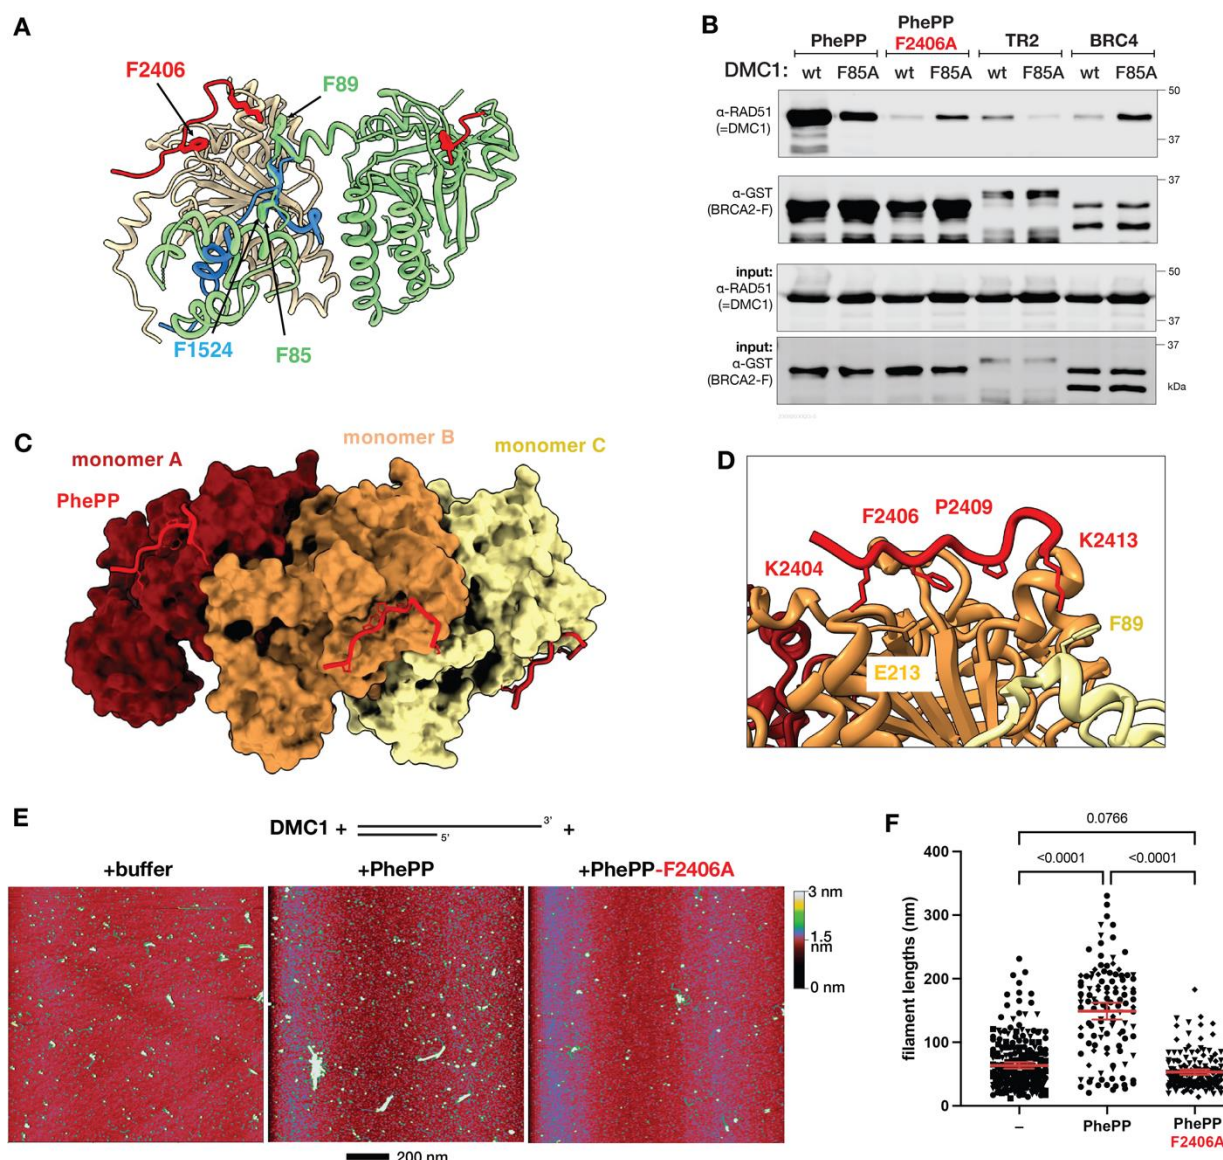 A
F2406
F89
F1524
F85
B
PhePP
PhePP
F2406A
TR2
BRC4
DMC1:
wt
F85A
wt
F85A
wt
F85A
wt
F85A
α-RAD51
(=DMC1)
50
37
α-GST
(BRCA2-F)
37
input:
α-RAD51
(=DMC1)
50
37
input:
α-GST
(BRCA2-F)
37
kDa
C
monomer A
monomer B
monomer C
PhePP
D
F2406
P2409
K2413
K2404
F89
E213
E
DMC1 +
3'
5'
+
+buffer
+PhePP
+PhePP-F2406A
3 nm
1.5
nm
0 nm
200 nm
F
0.0766
<0.0001
<0.0001
400
300
200
100
0
filament lengths (nm)
–
PhePP
PhePP
F2406A